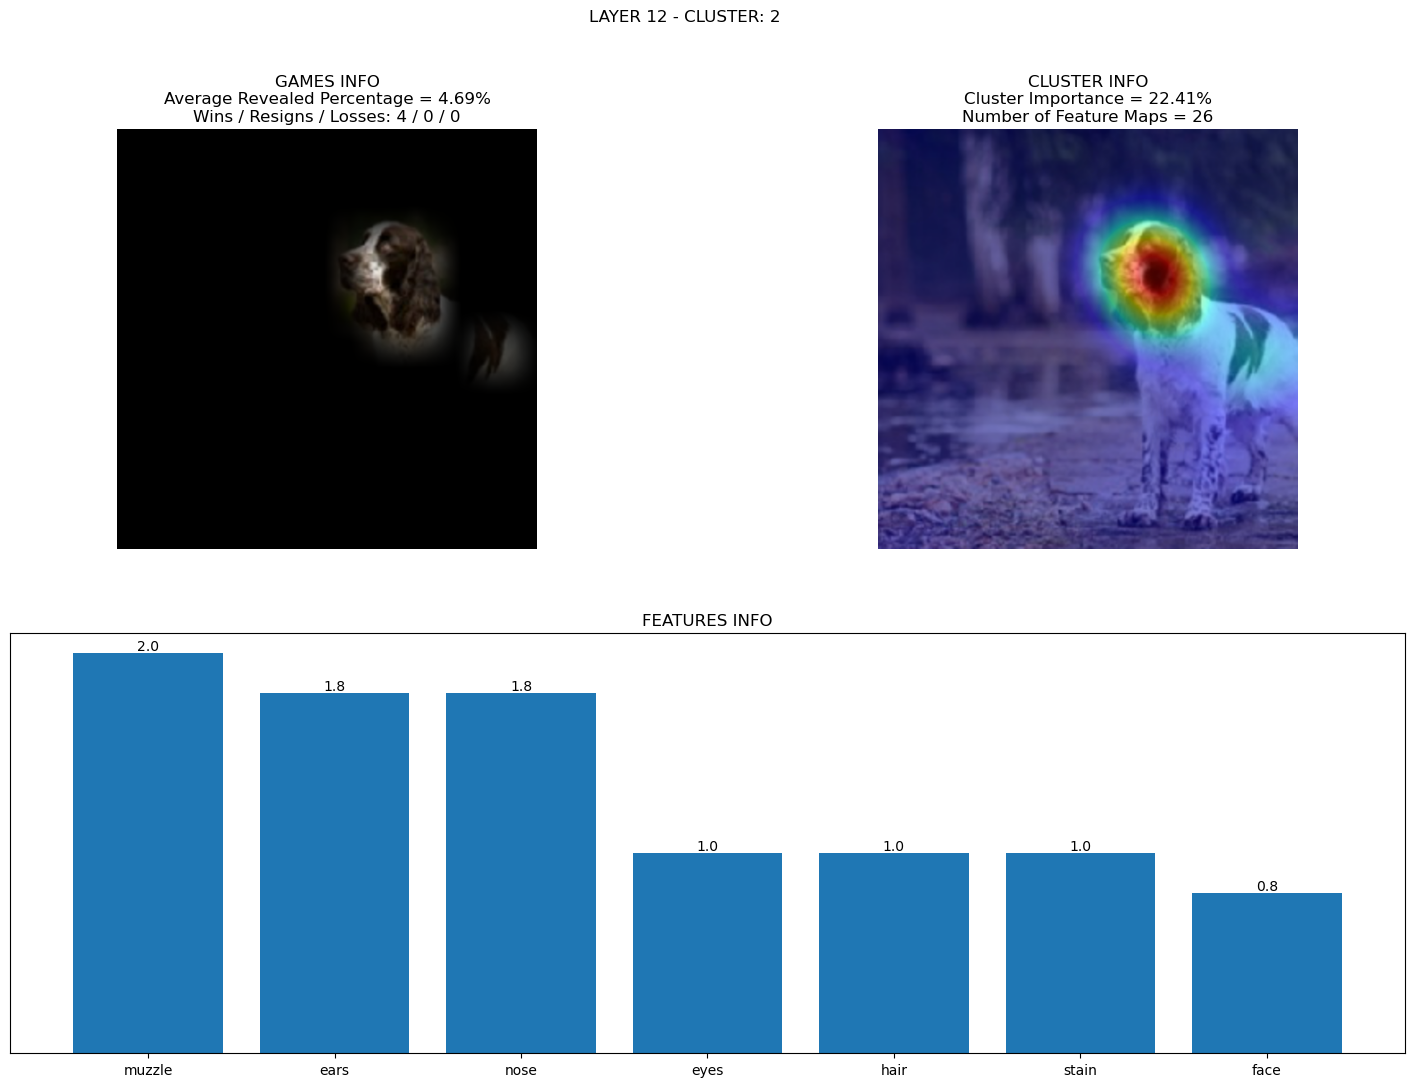 LAYER 12 - CLUSTER: 2
GAMES INFO
Average Revealed Percentage = 4.69%
Wins / Resigns / Losses: 4 / 0 / 0
CLUSTER INFO
Cluster Importance = 22.41%
Number of Feature Maps = 26
FEATURES INFO
2.0
1.8
1.8
1.0
1.0
1.0
0.8
muzzle
ears
nose
eyes
hair
stain
face